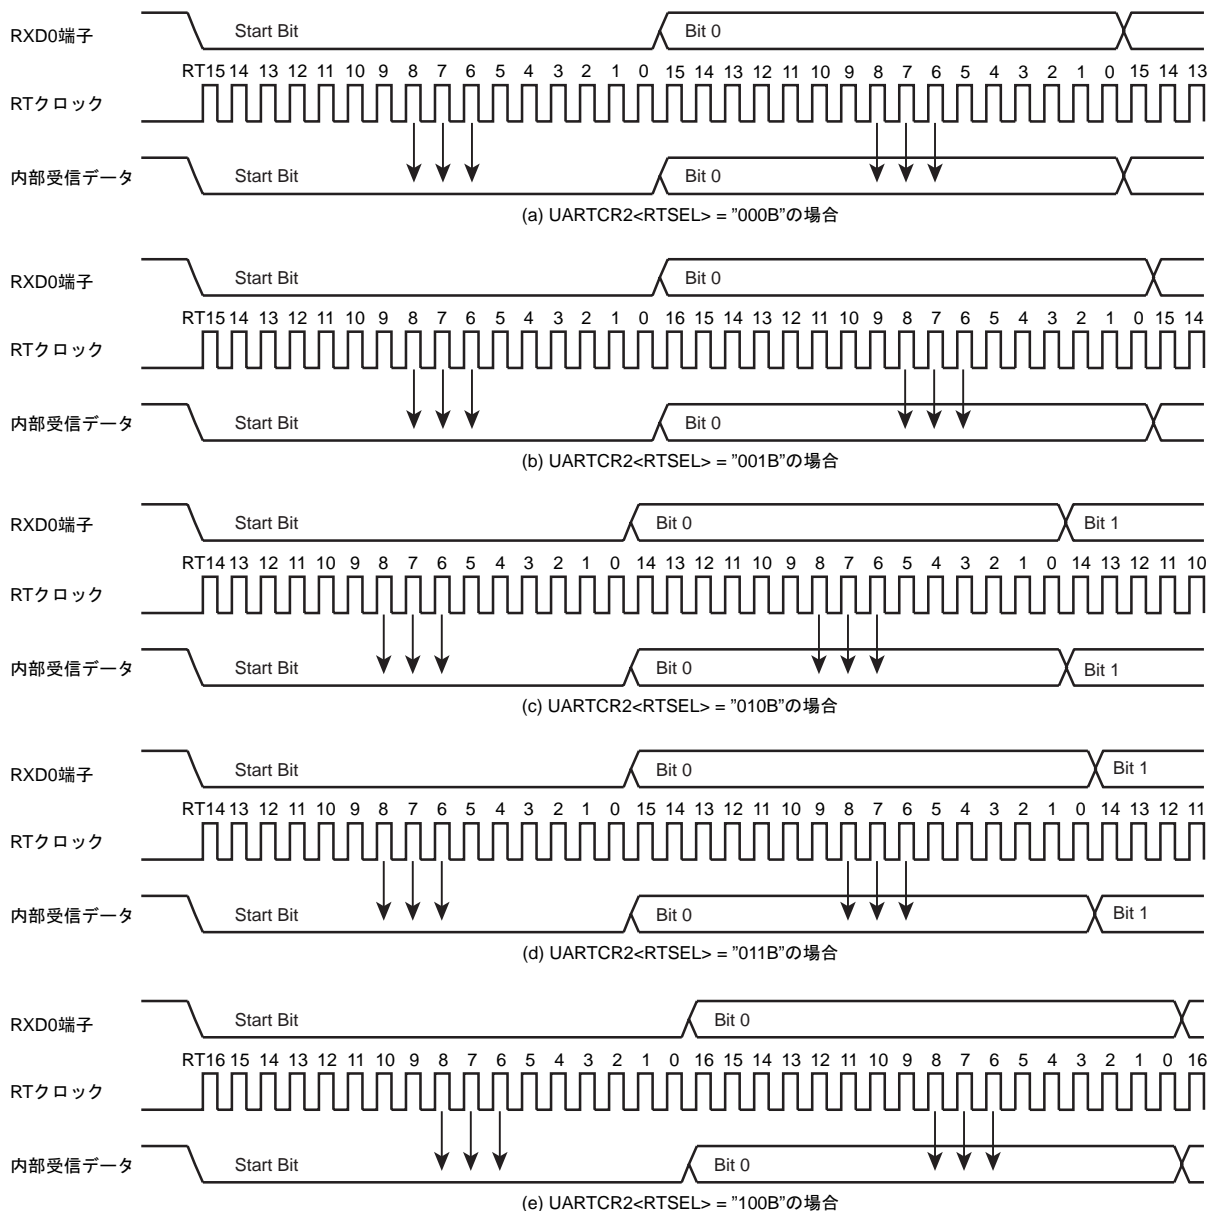 RXD0端子 Start Bit Bit 0
RT15 14 13 12 11 10 9 8 7 6 5 4 3 2 1 0 15 14 13 12 11 10 9 8 7 6 5 4 3 2 1 0 15 14 13
RTクロック
内部受信データ Start Bit Bit 0
(a) UARTCR2<RTSEL> = "000B"の場合
RXD0端子 Start Bit Bit 0
RT15 14 13 12 11 10 9 8 7 6 5 4 3 2 1 0 16 15 14 13 12 11 10 9 8 7 6 5 4 3 2 1 0 15 14
RTクロック
内部受信データ Start Bit Bit 0
(b) UARTCR2<RTSEL> = "001B"の場合
RXD0端子 Start Bit Bit 0 Bit 1
RT14 13 12 11 10 9 8 7 6 5 4 3 2 1 0 14 13 12 11 10 9 8 7 6 5 4 3 2 1 0 14 13 12 11 10
RTクロック
内部受信データ Start Bit Bit 0 Bit 1
(c) UARTCR2<RTSEL> = "010B"の場合
RXD0端子 Start Bit Bit 0 Bit 1
RT14 13 12 11 10 9 8 7 6 5 4 3 2 1 0 15 14 13 12 11 10 9 8 7 6 5 4 3 2 1 0 14 13 12 11
RTクロック
内部受信データ Start Bit Bit 0 Bit 1
(d) UARTCR2<RTSEL> = "011B"の場合
RXD0端子 Start Bit Bit 0
RT16 15 14 13 12 11 10 9 8 7 6 5 4 3 2 1 0 16 15 14 13 12 11 10 9 8 7 6 5 4 3 2 1 0 16
RTクロック
内部受信データ Start Bit Bit 0
(e) UARTCR2<RTSEL> = "100B"の場合